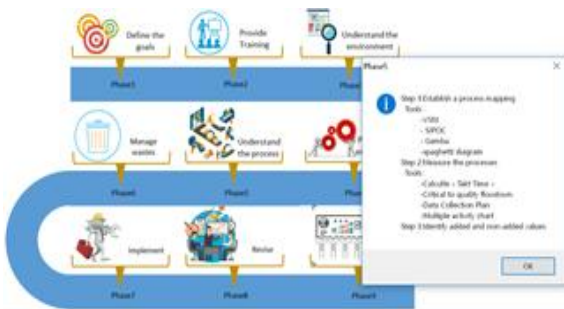 Define the
goals
Provide
Training
Understand the
environment
Phase1
Phase2
Manage
wastes
Understand
the process
Phase6
Phase5
Implement
Revise
Phase7
Phase8
Phase9
Phase5
Step 1:Establish a process mapping
Tools
-VSM
- SIPOC
- Gemba
-spaghetti diagram
Step 2:Measure the processes
Tools:
-Calculte « Takt Time »
-Critical to quality flowdown
-Data Collection Plan
-Multiple activity chart
Step 3:Identify added and non-added values
OK